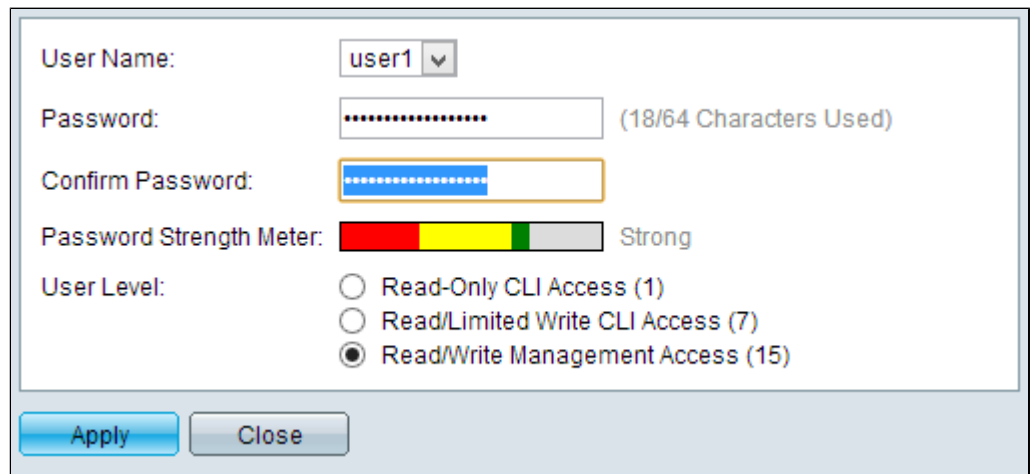 User Name: user1
Password: •••••••••••••••••• (18/64 Characters Used)
Confirm Password: ••••••••••••••••••
Password Strength Meter: Strong
User Level: Read-Only CLI Access (1)
Read/Limited Write CLI Access (7)
Read/Write Management Access (15)
Apply Close